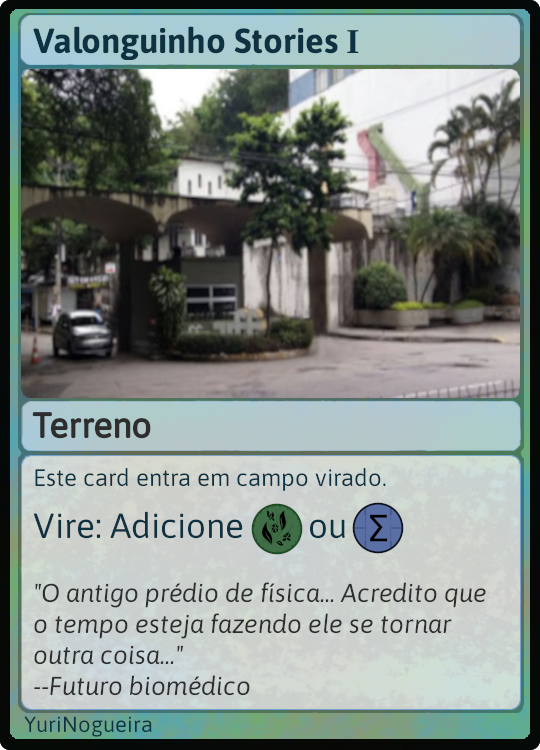 Valonguinho Stories I
Terreno
Este card entra em campo virado.
Vire: Adicione ou Σ
"O antigo prédio de física... Acredito que
o tempo esteja fazendo ele se tornar
outra coisa..."
--Futuro biomédico
YuriNogueira